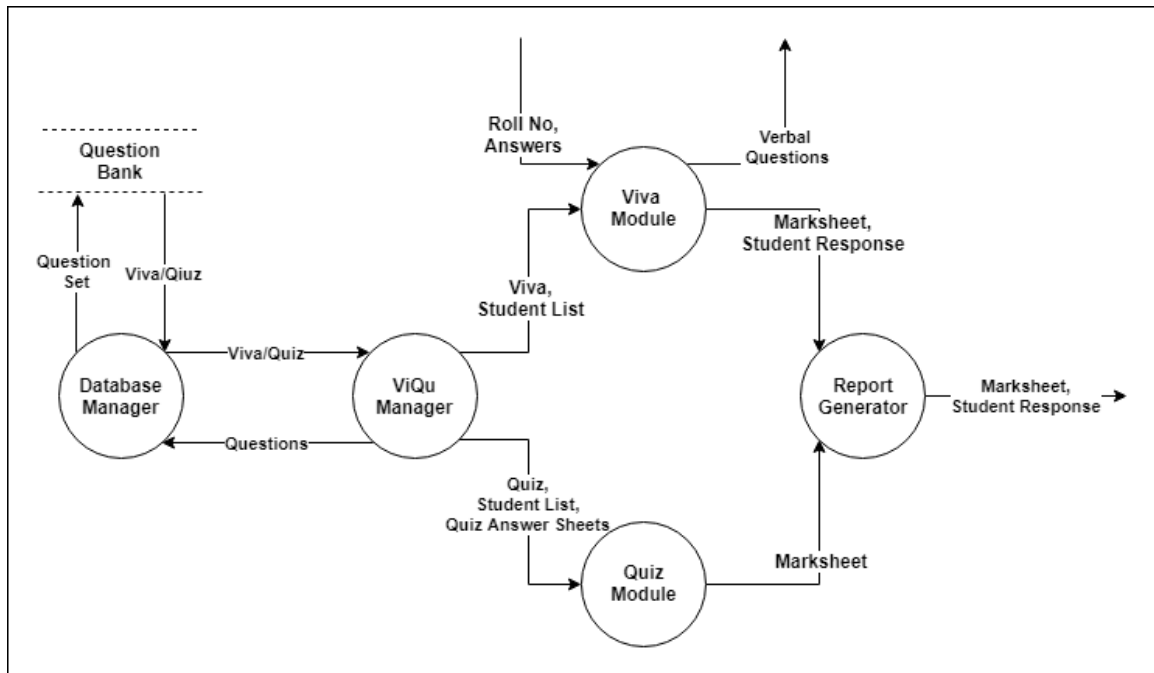 Roll No,
Answers
Verbal
Questions
Question
Bank
Viva
Module
Question
Set
Viva/Qiuz
Marksheet,
Student Response
Viva,
Student List
Database
Manager
Viva/Quiz
ViQu
Manager
Report
Generator
Marksheet,
Student Response
Questions
Quiz,
Student List,
Quiz Answer Sheets
Quiz
Module
Marksheet